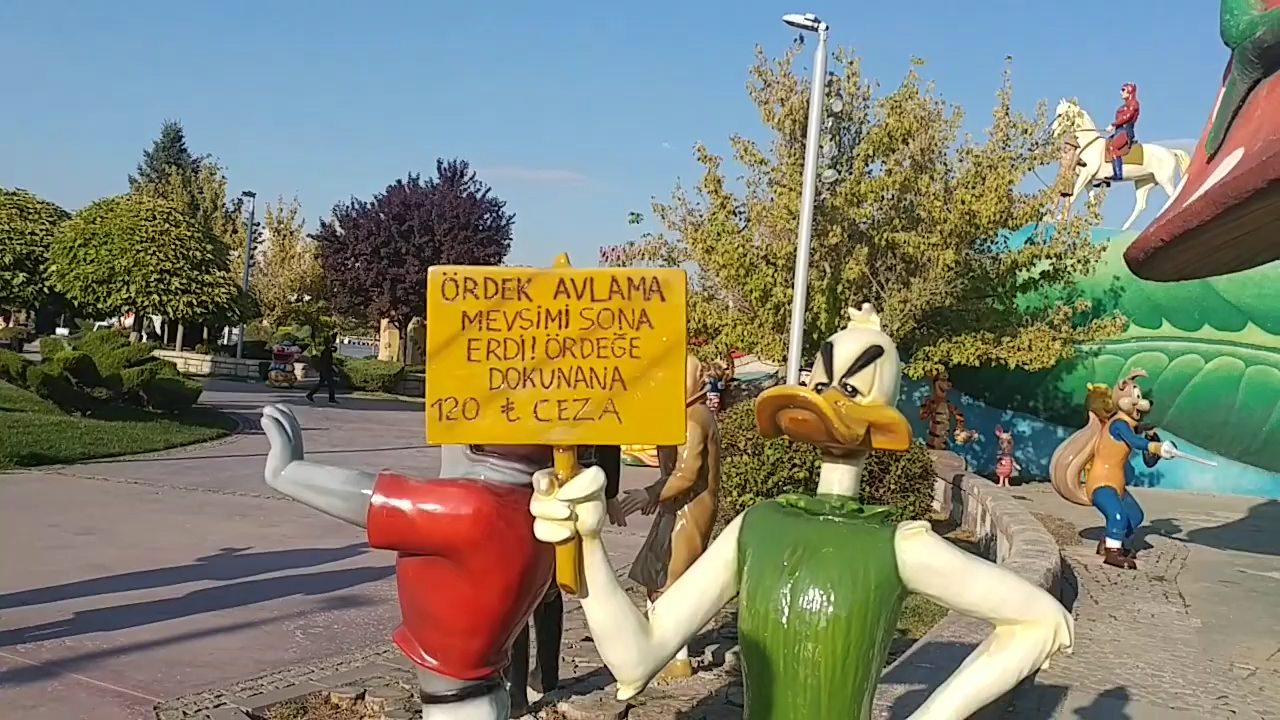 ÖRDEK AVLAMA
MEVSİMİ SONA
ERDİ! ÖRDEĞE
DOKUNANA
120 ₺ CEZA